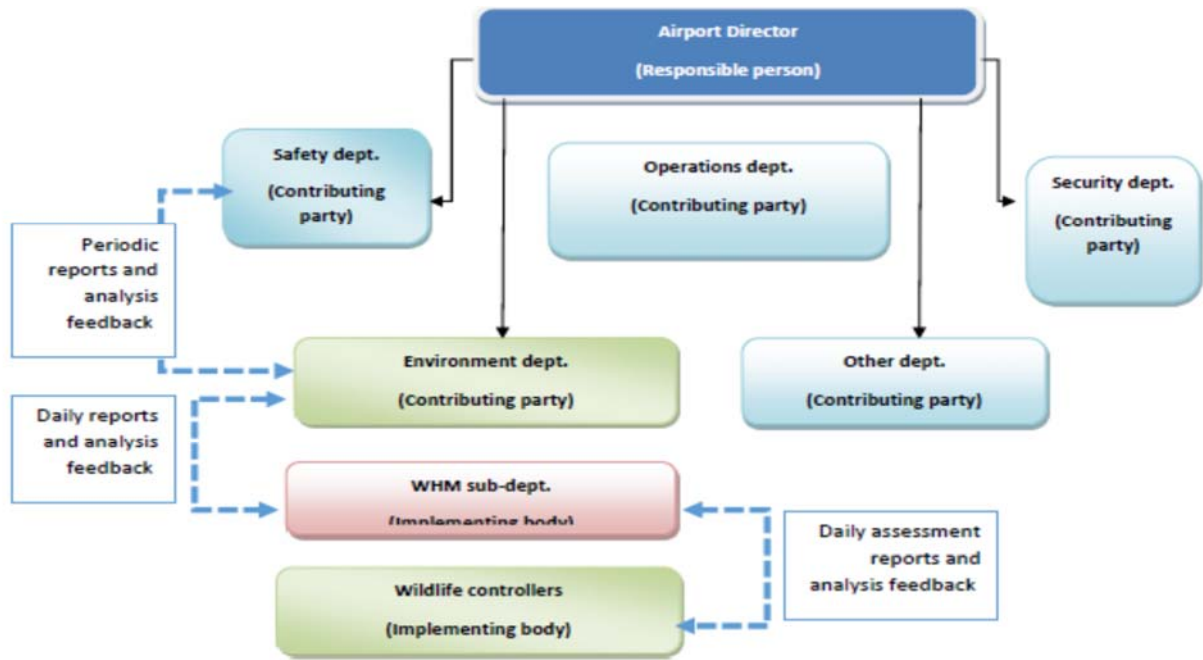 Airport Director
(Responsible person)
Safety dept.
(Contributing
party)
Operations dept.
(Contributing party)
Security dept.
(Contributing
party)
Periodic
reports and
analysis
feedback
Environment dept.
(Contributing party)
Other dept.
(Contributing party)
Daily reports
and analysis
feedback
WHM sub-dept.
(Implementing body)
Daily assessment
reports and
analysis feedback
Wildlife controllers
(Implementing body)